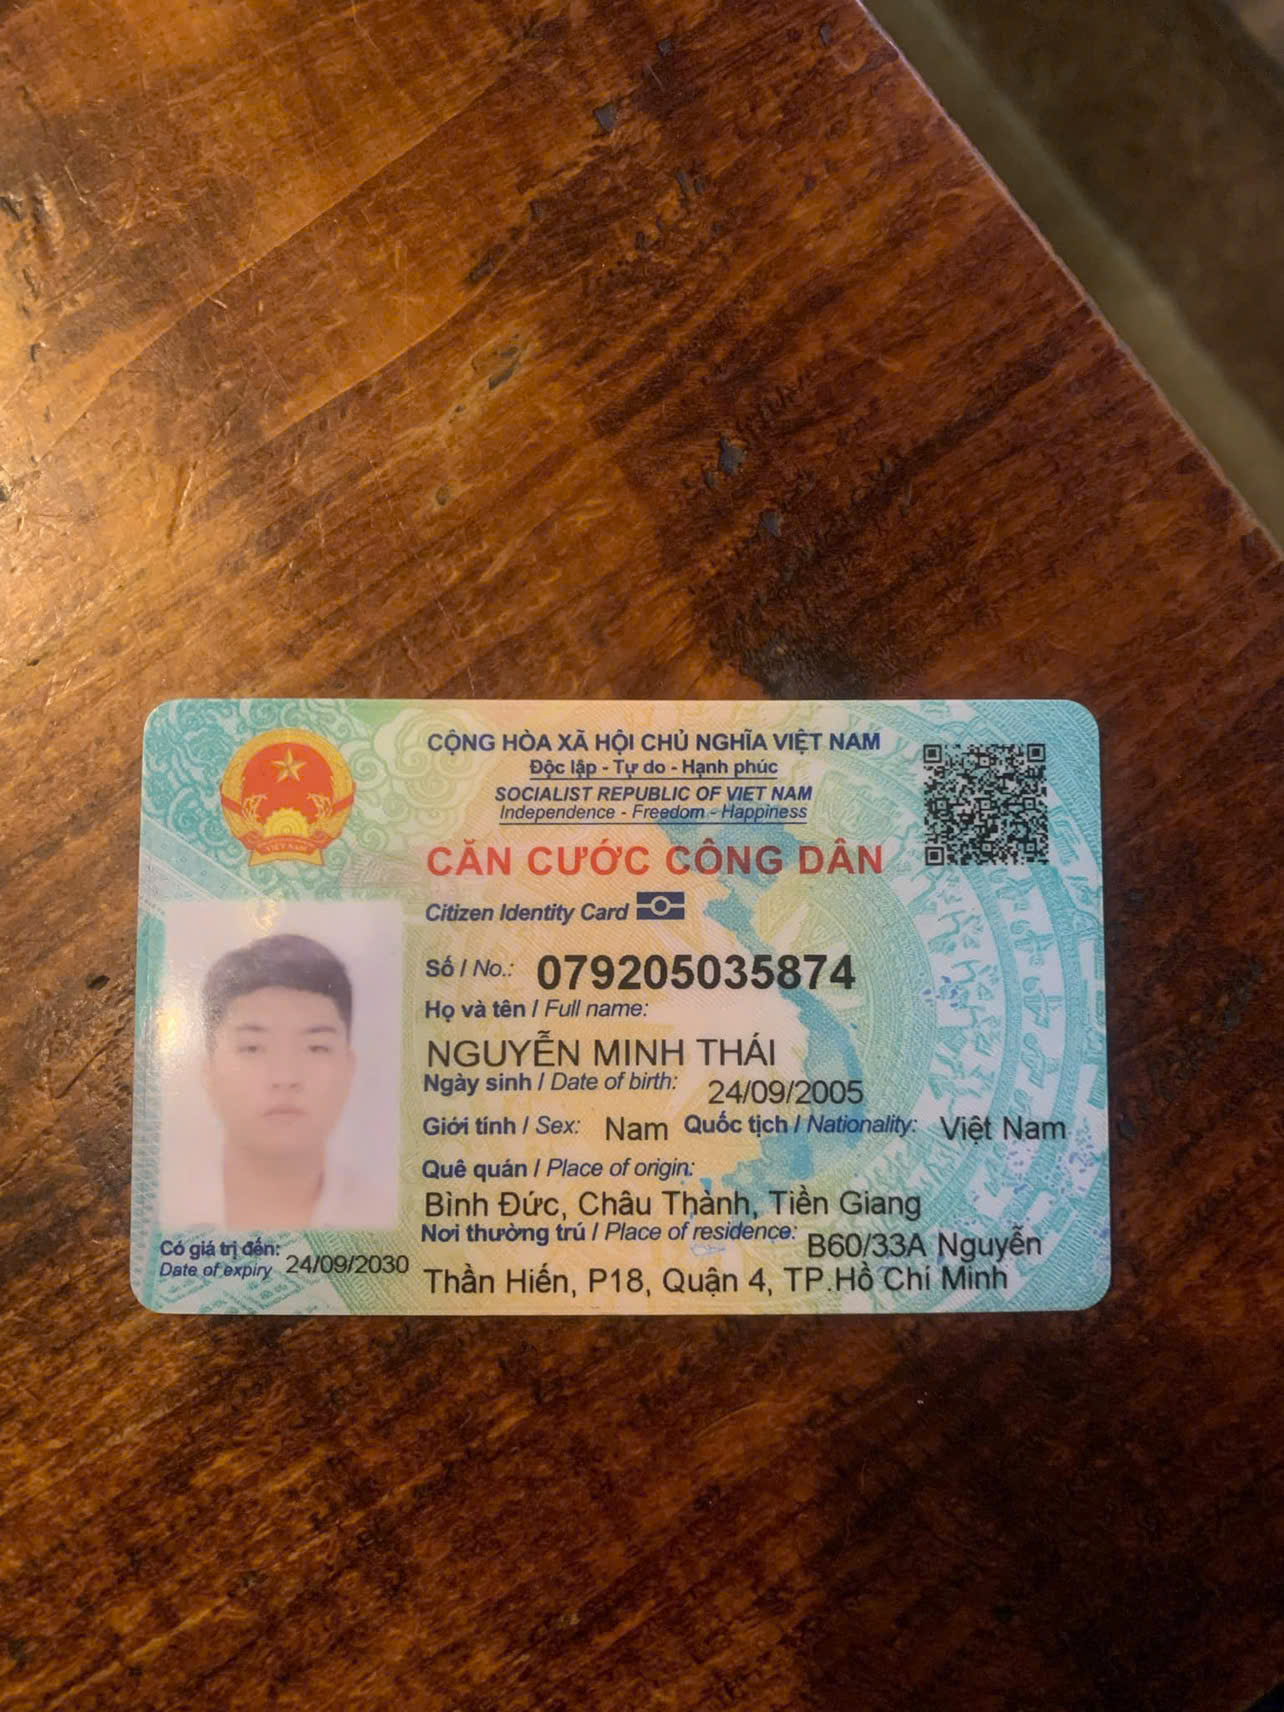 CỘNG HÒA XÃ HỘI CHỦ NGHĨA VIỆT NAM
Độc lập - Tự do - Hạnh phúc
SOCIALIST REPUBLIC OF VIET NAM
Independence - Freedom - Happiness
CĂN CƯỚC CÔNG DÂN
Citizen Identity Card
Số / No.: 079205035874
Họ và tên / Full name:
NGUYỄN MINH THÁI
Ngày sinh / Date of birth: 24/09/2005
Giới tính / Sex: Nam Quốc tịch / Nationality: Việt Nam
Quê quán / Place of origin:
Bình Đức, Châu Thành, Tiền Giang
Nơi thường trú / Place of residence: B60/33A Nguyễn
Thần Hiến, P18, Quận 4, TP.Hồ Chí Minh
Có giá trị đến: 24/09/2030
Date of expiry
VIỆT NAM